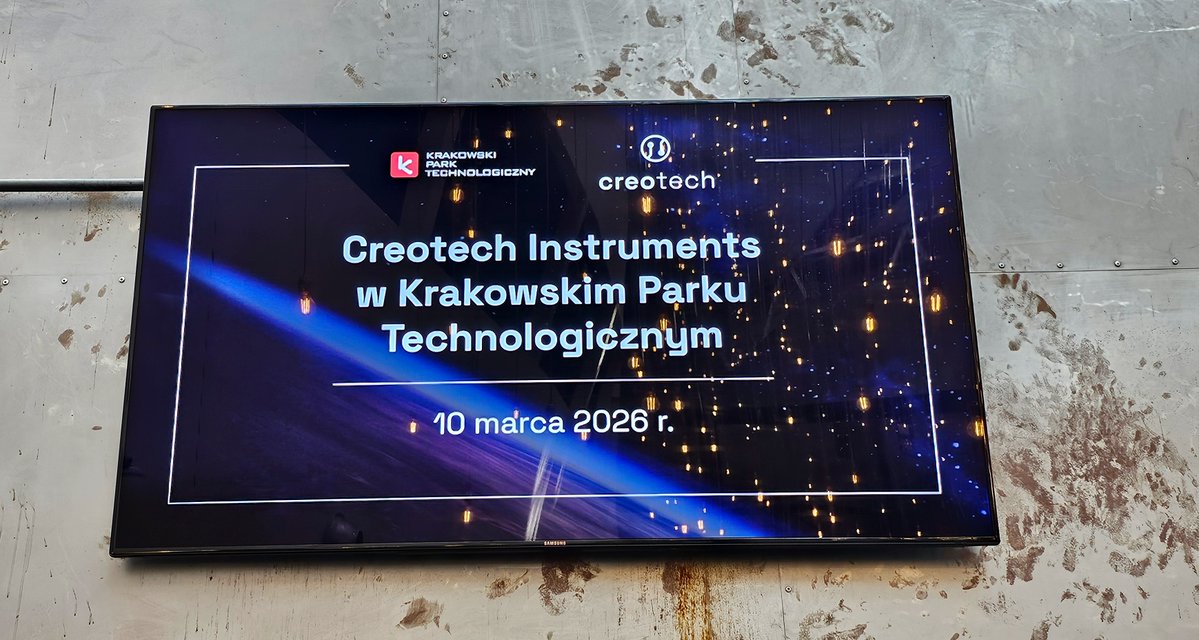 KRAKOWSKI
PARK
TECHNOLOGICZNY
creotech
Creotech Instruments
w Krakowskim Parku
Technologicznym
10 marca 2026 r.
SAMSUNG